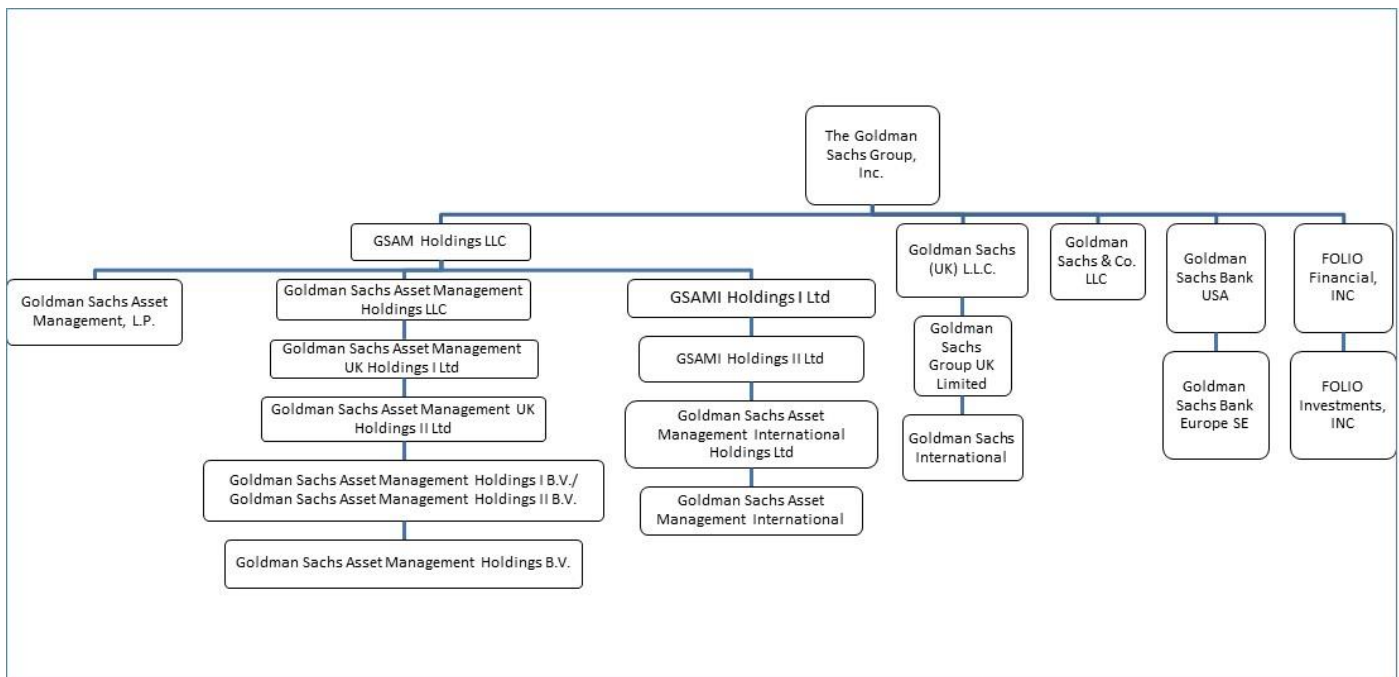 The Goldman
Sachs Group,
Inc.
GSAM Holdings LLC
Goldman Sachs
(UK) L.L.C.
Goldman
Sachs & Co.
LLC
Goldman
Sachs Bank
USA
FOLIO
Financial,
INC
Goldman Sachs Asset
Management, L.P.
Goldman Sachs Asset Management
Holdings LLC
GSAMI Holdings I Ltd
Goldman Sachs Asset Management
UK Holdings I Ltd
GSAMI Holdings II Ltd
Goldman
Sachs
Group UK
Limited
Goldman
Sachs Bank
Europe SE
FOLIO
Investments,
INC
Goldman Sachs Asset Management UK
Holdings II Ltd
Goldman Sachs Asset
Management International
Holdings Ltd
Goldman Sachs
International
Goldman Sachs Asset Management Holdings I B.V./
Goldman Sachs Asset Management Holdings II B.V.
Goldman Sachs Asset
Management International
Goldman Sachs Asset Management Holdings B.V.